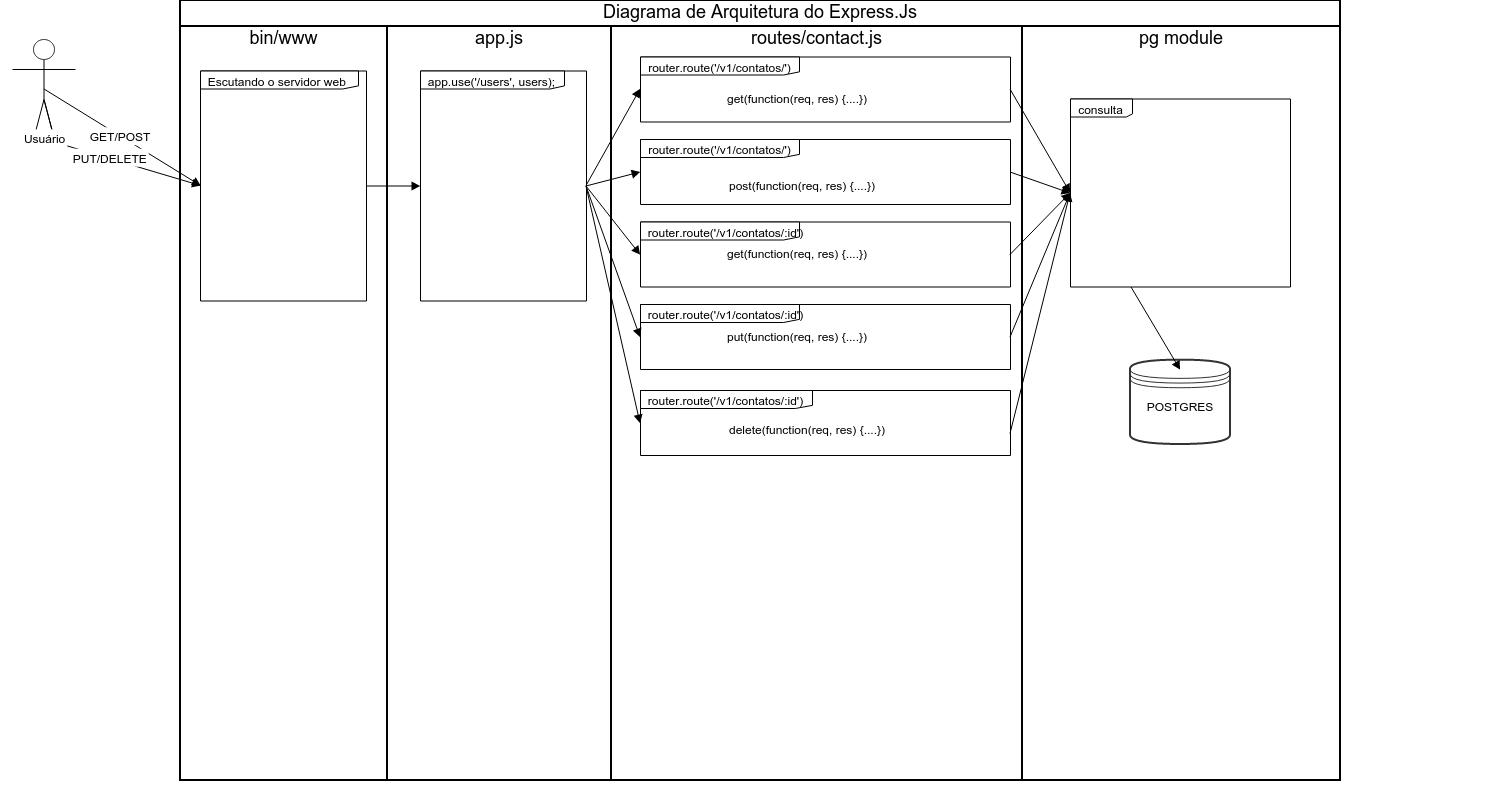 Diagrama de Arquitetura do Express.Js
bin/www
app.js
routes/contact.js
pg module
Usuário
GET/POST
PUT/DELETE
Escutando o servidor web
app.use('/users', users);
router.route('/v1/contatos/')
get(function(req, res) {....})
router.route('/v1/contatos/')
post(function(req, res) {....})
router.route('/v1/contatos/:id')
get(function(req, res) {....})
router.route('/v1/contatos/:id')
put(function(req, res) {....})
router.route('/v1/contatos/:id')
delete(function(req, res) {....})
consulta
POSTGRES